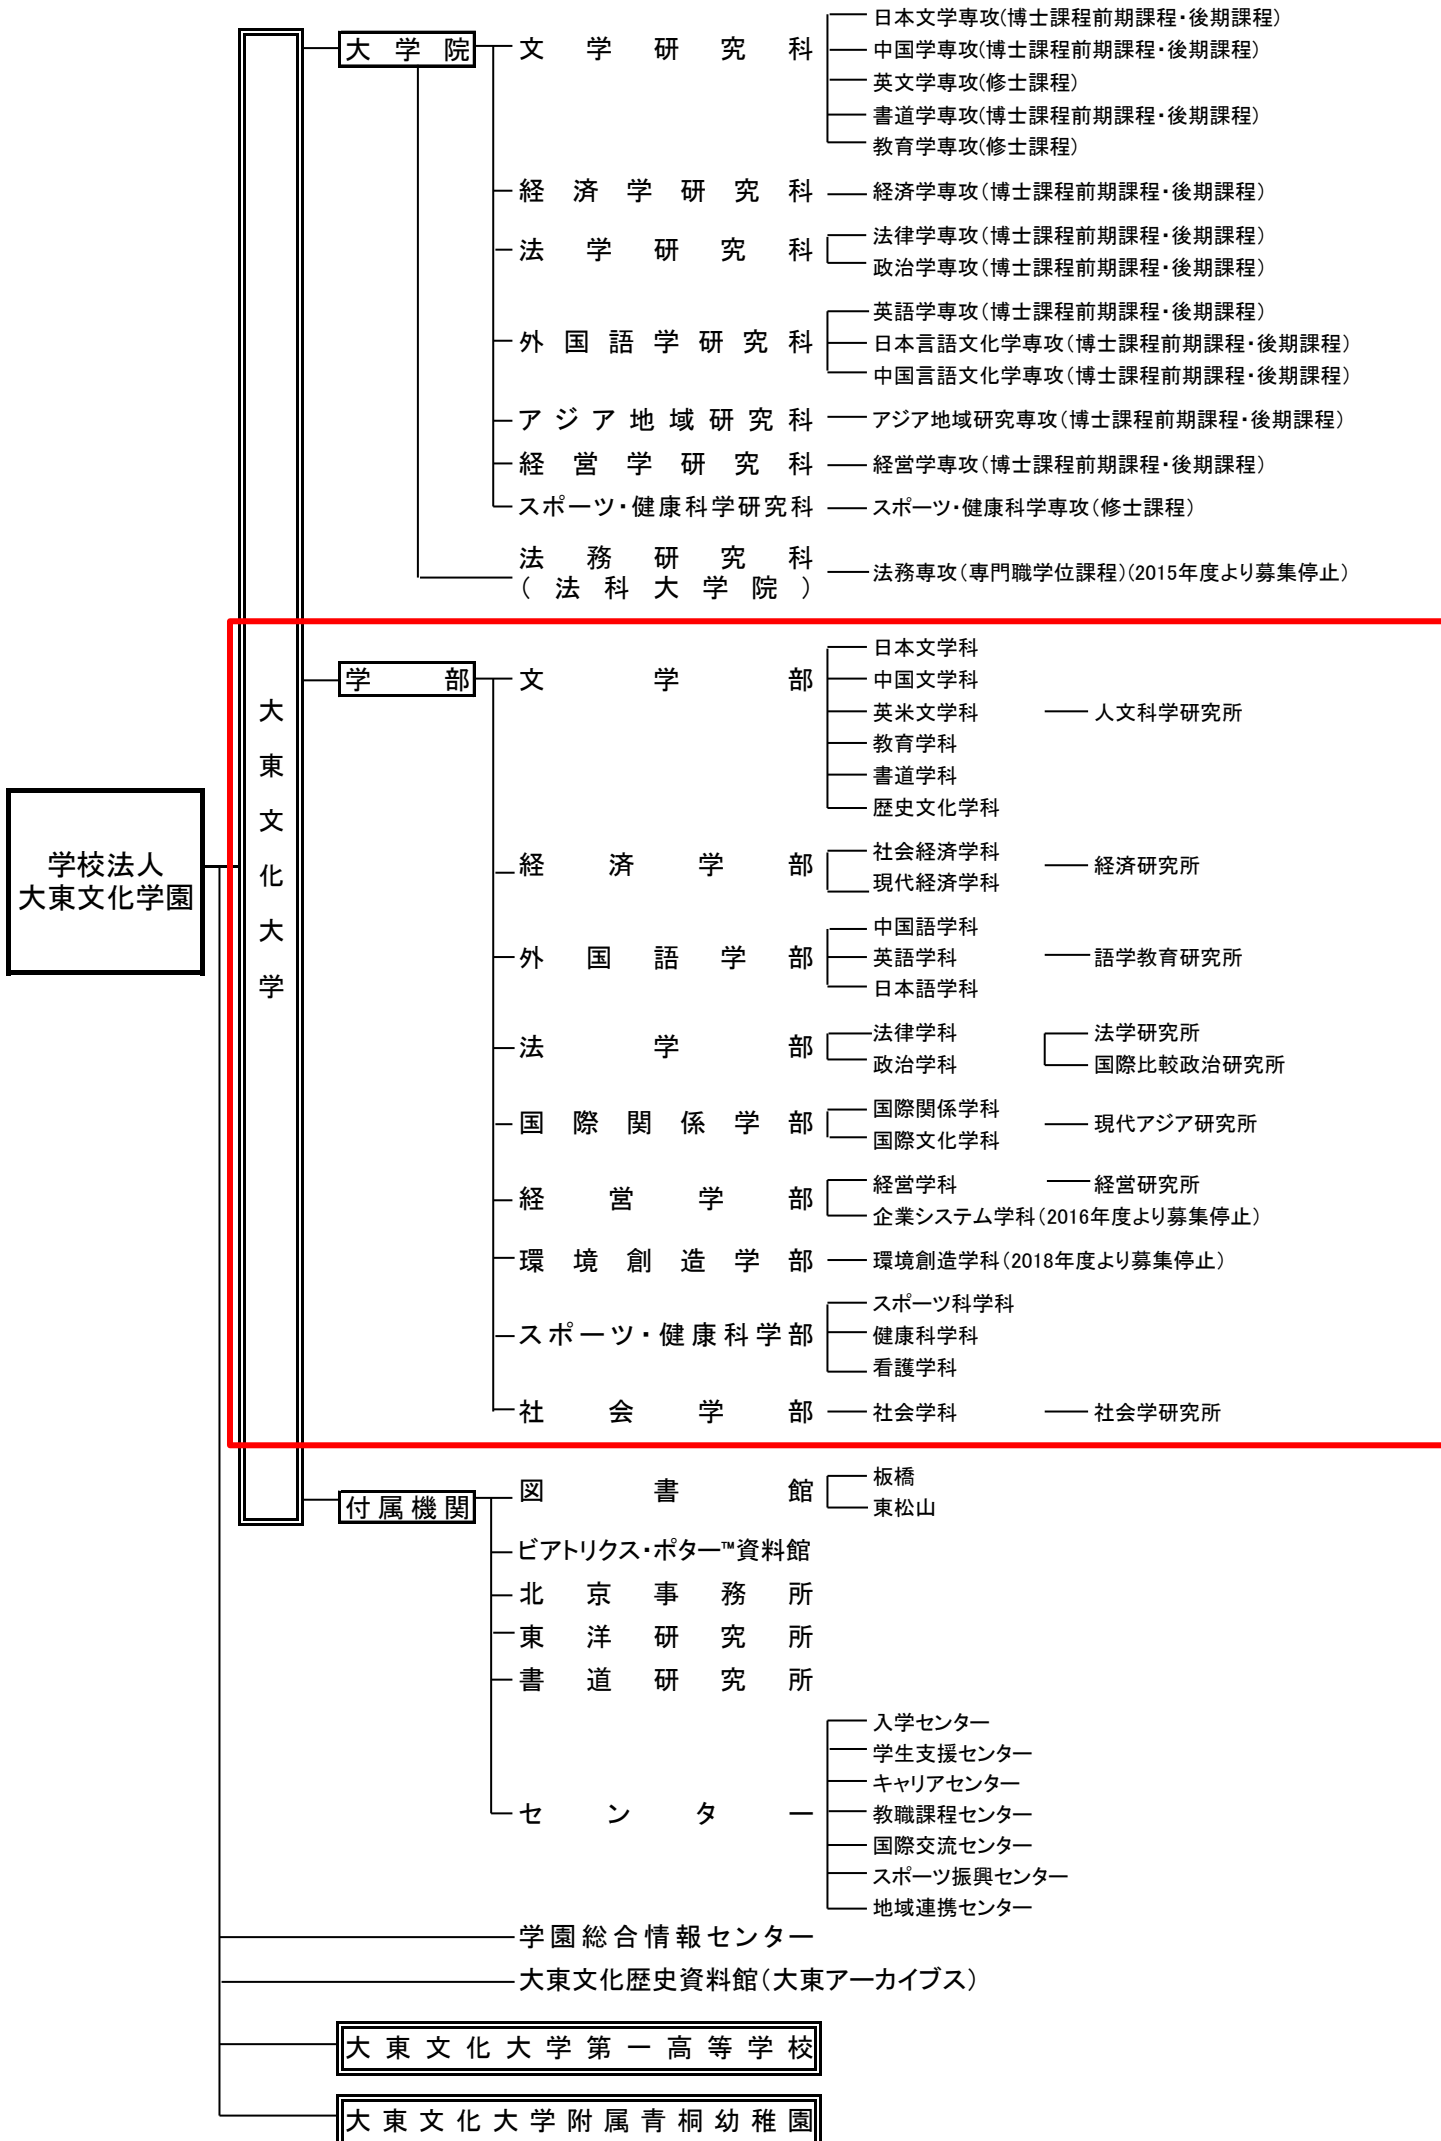 学校法人
大東文化学園
大東文化大学
大学院
文学研究科
日本文学専攻(博士課程前期課程・後期課程)
中国学専攻(博士課程前期課程・後期課程)
英文学専攻(修士課程)
書道学専攻(博士課程前期課程・後期課程)
教育学専攻(修士課程)
経済学研究科
経済学専攻(博士課程前期課程・後期課程)
法学研究科
法律学専攻(博士課程前期課程・後期課程)
政治学専攻(博士課程前期課程・後期課程)
外国語学研究科
英語学専攻(博士課程前期課程・後期課程)
日本言語文化学専攻(博士課程前期課程・後期課程)
中国言語文化学専攻(博士課程前期課程・後期課程)
アジア地域研究科
アジア地域研究専攻(博士課程前期課程・後期課程)
経営学研究科
経営学専攻(博士課程前期課程・後期課程)
スポーツ・健康科学研究科
スポーツ・健康科学専攻(修士課程)
法務研究科
(法科大学院)
法務専攻(専門職学位課程)(2015年度より募集停止)
学部
文学部
日本文学科
中国文学科
英米文学科
教育学科
書道学科
歴史文化学科
人文科学研究所
経済学部
社会経済学科
現代経済学科
経済研究所
外国語学部
中国語学科
英語学科
日本語学科
語学教育研究所
法学部
法律学科
政治学科
法学研究所
国際比較政治研究所
国際関係学部
国際関係学科
国際文化学科
現代アジア研究所
経営学部
経営学科
企業システム学科(2016年度より募集停止)
経営研究所
環境創造学部
環境創造学科(2018年度より募集停止)
スポーツ・健康科学部
スポーツ科学科
健康科学科
看護学科
社会学部
社会学科
社会学研究所
付属機関
図書館
板橋
東松山
ビアトリクス・ポター™資料館
北京事務所
東洋研究所
書道研究所
センター
入学センター
学生支援センター
キャリアセンター
教職課程センター
国際交流センター
スポーツ振興センター
地域連携センター
学園総合情報センター
大東文化歴史資料館(大東アーカイブス)
大東文化大学第一高等学校
大東文化大学附属青桐幼稚園